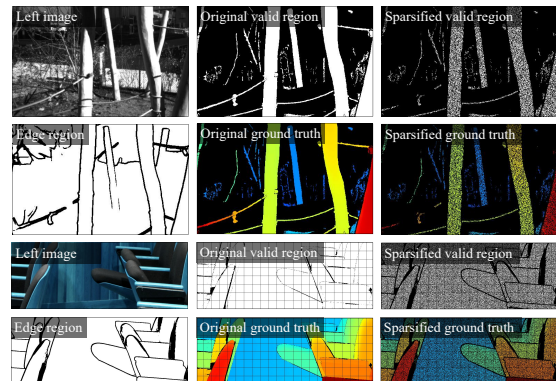 Left image
Original valid region
Sparsified valid region
Edge region
Original ground truth
Sparsified ground truth
Left image
Original valid region
Sparsified valid region
Edge region
Original ground truth
Sparsified ground truth